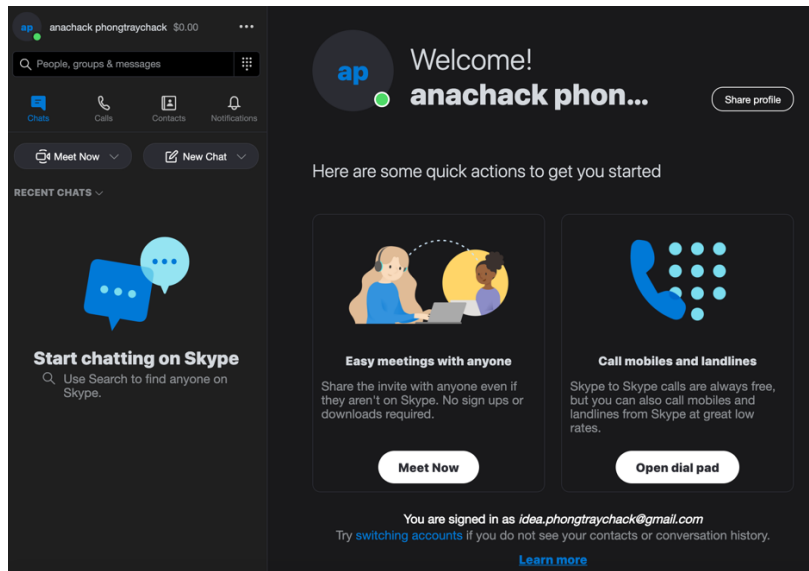 ap anachack phongtraychack $0.00
People, groups & messages
Chats Calls Contacts Notifications
Meet Now New Chat
RECENT CHATS
Start chatting on Skype
Use Search to find anyone on
Skype.
ap
Welcome!
anachack phon...
Share profile
Here are some quick actions to get you started
Easy meetings with anyone
Share the invite with anyone even if
they aren't on Skype. No sign ups or
downloads required.
Meet Now
Call mobiles and landlines
Skype to Skype calls are always free,
but you can also call mobiles and
landlines from Skype at great low
rates.
Open dial pad
You are signed in as idea.phongtraychack@gmail.com
Try switching accounts if you do not see your contacts or conversation history.
Learn more